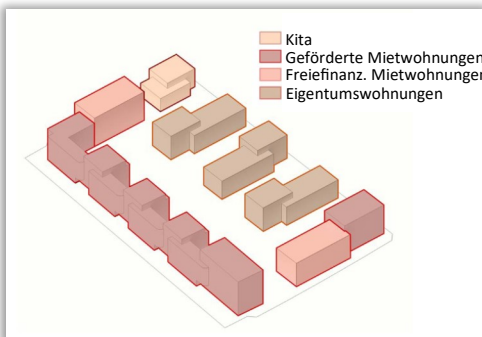 Kita
Geförderte Mietwohnungen
Freiefinanz. Mietwohnungen
Eigentumswohnungen